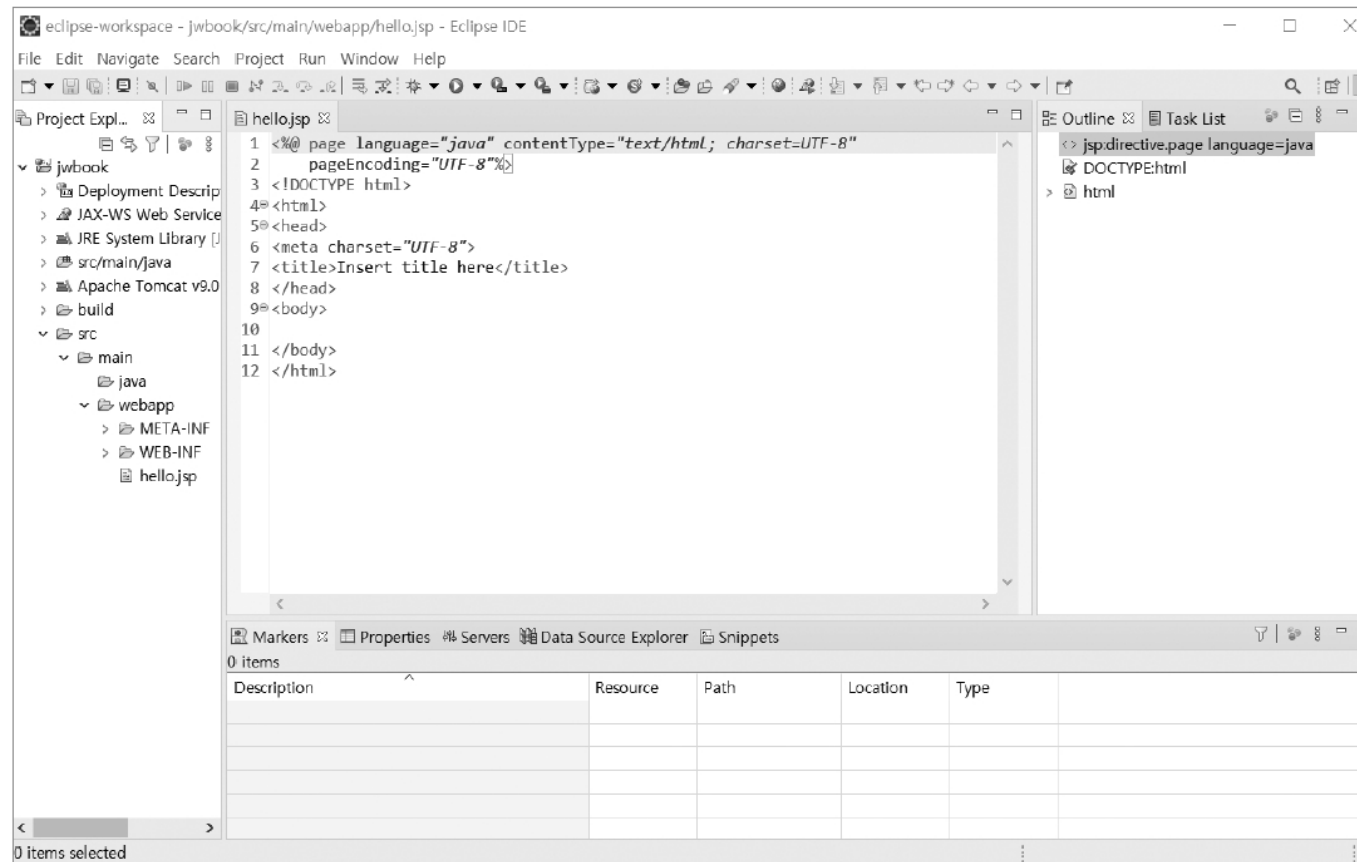 eclipse-workspace - jwbook/src/main/webapp/hello.jsp - Eclipse IDE
File Edit Navigate Search Project Run Window Help
Project Expl...
jwbook
Deployment Descrip
JAX-WS Web Service
JRE System Library [J
src/main/java
Apache Tomcat v9.0
build
src
main
java
webapp
META-INF
WEB-INF
hello.jsp
hello.jsp
1 <%@ page language="java" contentType="text/html; charset=UTF-8"
2     pageEncoding="UTF-8"%>
3 <!DOCTYPE html>
4 <html>
5 <head>
6 <meta charset="UTF-8">
7 <title>Insert title here</title>
8 </head>
9 <body>
10
11 </body>
12 </html>
Outline Task List
jsp:directive.page language=java
DOCTYPE:html
html
Markers Properties Servers Data Source Explorer Snippets
0 items
Description Resource Path Location Type
0 items selected